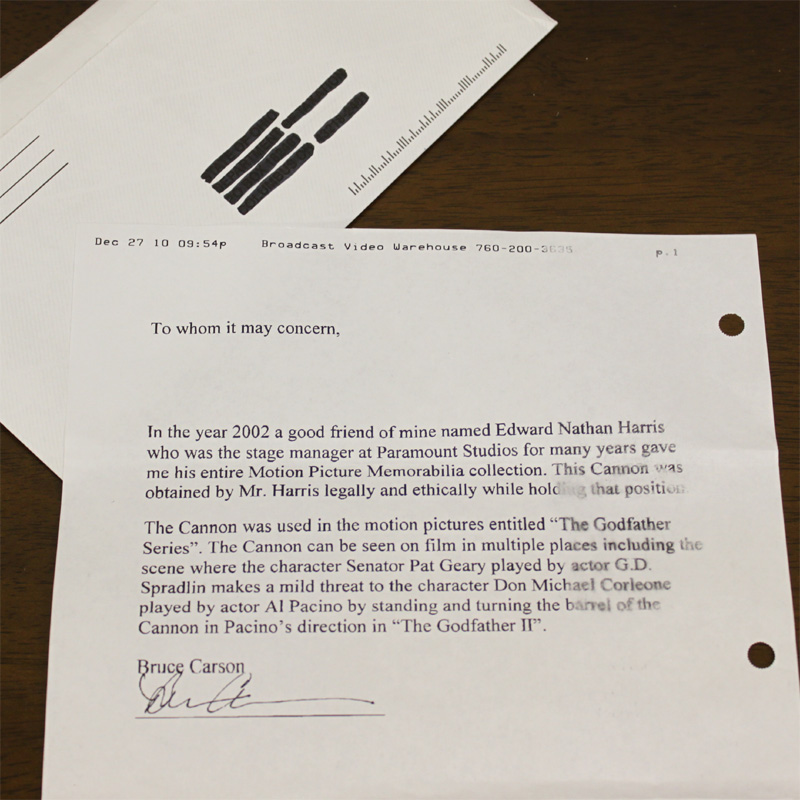 Dec 27 10 09:54p Broadcast Video Warehouse 760-200- p.1
To whom it may concern,
In the year 2002 a good friend of mine named Edward Nathan Harris
who was the stage manager at Paramount Studios for many years gave
me his entire Motion Picture Memorabilia collection. This Cannon was
obtained by Mr. Harris legally and ethically while holding that position.
The Cannon was used in the motion pictures entitled “The Godfather
Series”. The Cannon can be seen on film in multiple places including the
scene where the character Senator Pat Geary played by actor G.D.
Spradlin makes a mild threat to the character Don Michael Corleone
played by actor Al Pacino by standing and turning the barrel of the
Cannon in Pacino’s direction in “The Godfather II”.
Bruce Carson